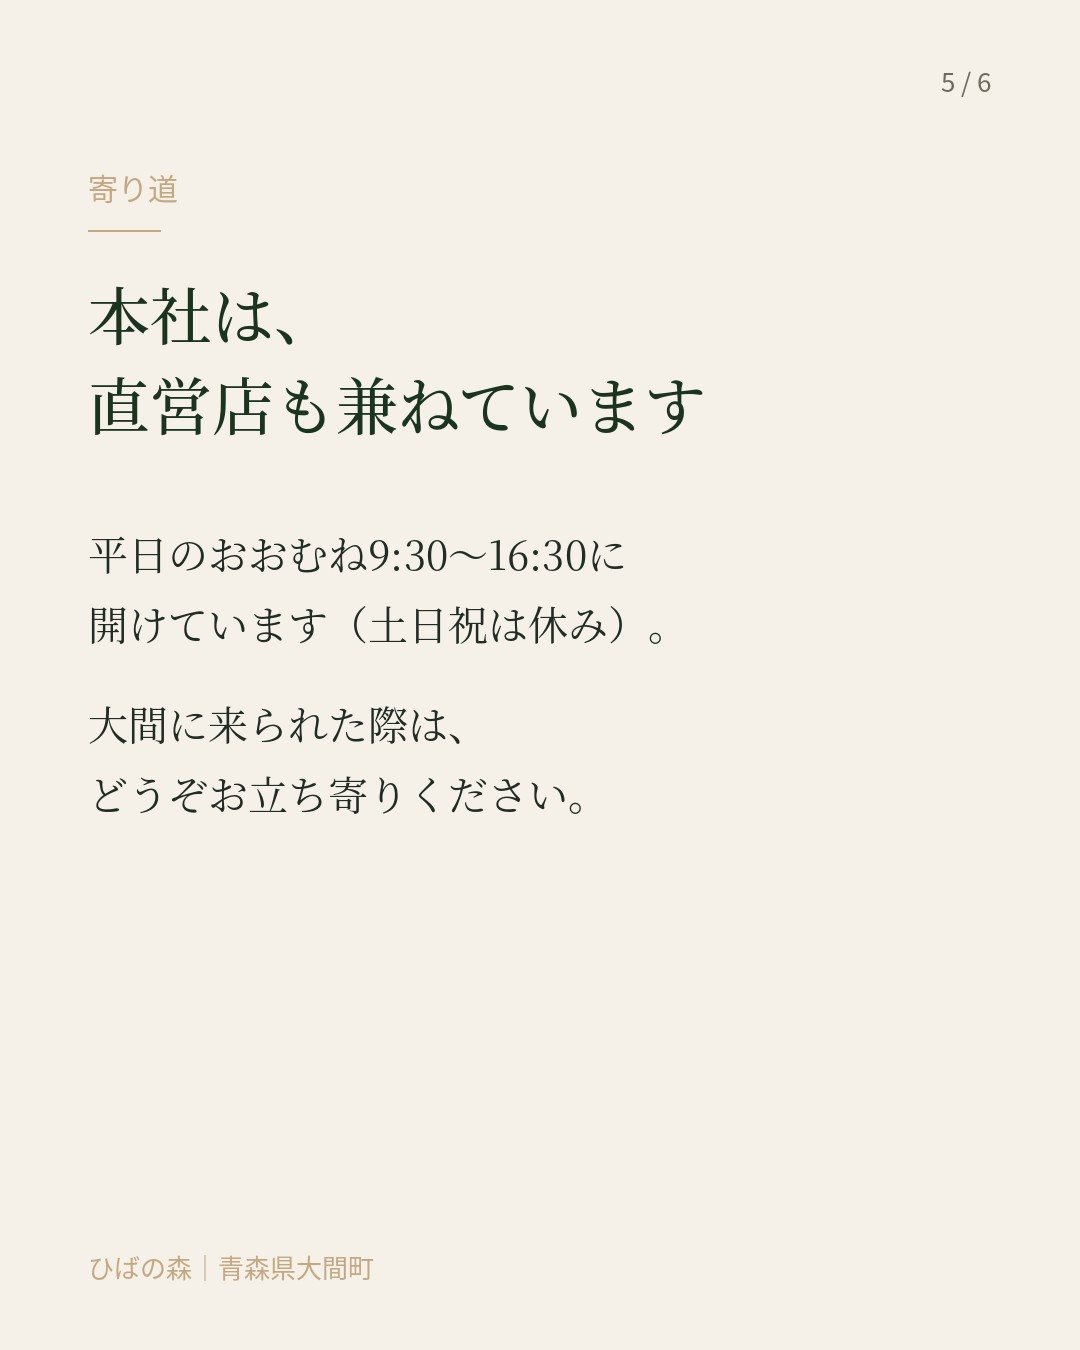 5 / 6
寄り道
本社は、
直営店も兼ねています
平日のおおむね9:30〜16:30に
開けています（土日祝は休み）。
大間に来られた際は、
どうぞお立ち寄りください。
ひばの森｜青森県大間町